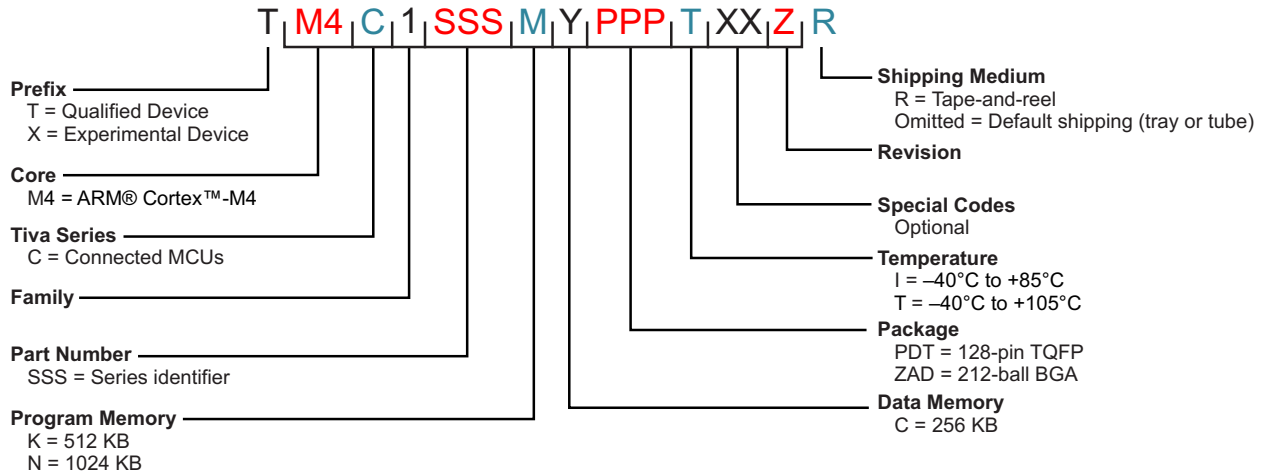 T M4 C 1 SSS M Y PPP T XX Z R
Prefix
T = Qualified Device
X = Experimental Device
Core
M4 = ARM® Cortex™-M4
Tiva Series
C = Connected MCUs
Family
Part Number
SSS = Series identifier
Program Memory
K = 512 KB
N = 1024 KB
Shipping Medium
R = Tape-and-reel
Omitted = Default shipping (tray or tube)
Revision
Special Codes
Optional
Temperature
I = –40°C to +85°C
T = –40°C to +105°C
Package
PDT = 128-pin TQFP
ZAD = 212-ball BGA
Data Memory
C = 256 KB